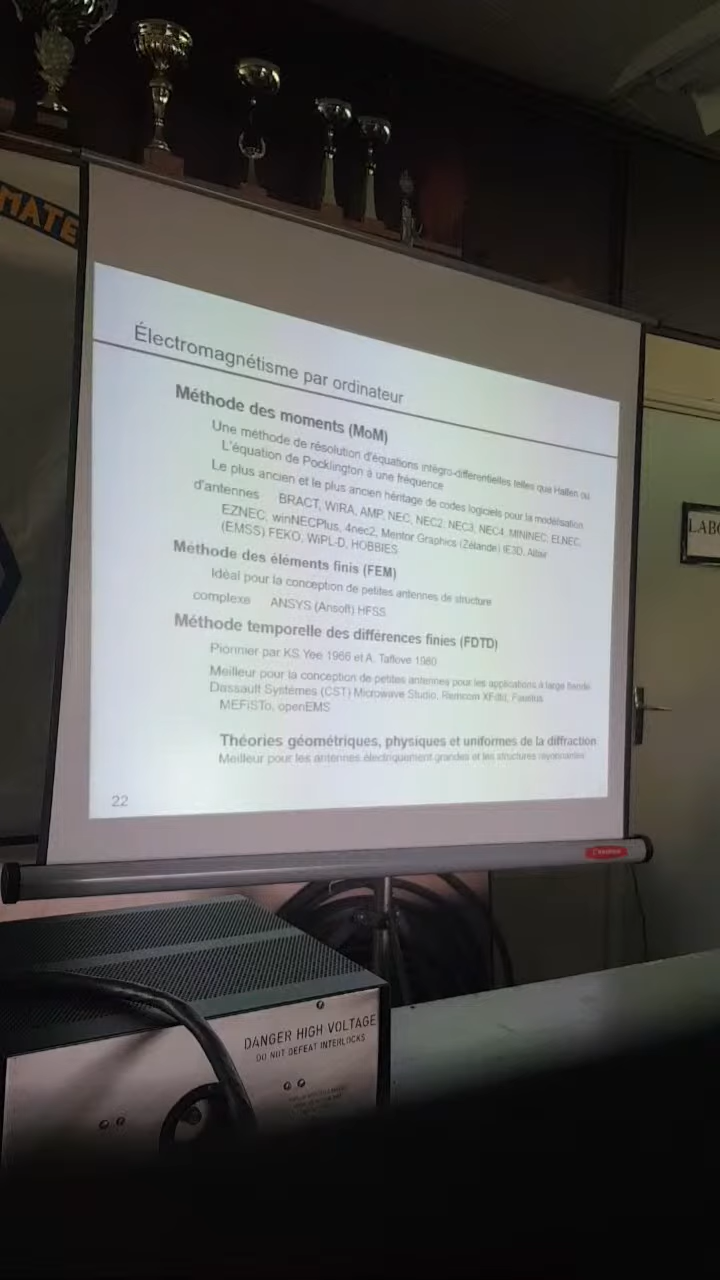 MATE
Électromagnétisme par ordinateur
Méthode des moments (MoM)
Une méthode de résolution d'équations intégro-différentielles telles que Hallen ou
L'équation de Pocklington à une fréquence
Le plus ancien et le plus ancien héritage de codes logiciels pour la modélisation
d'antennes BRACT, WIRA, AMP, NEC, NEC2, NEC3, NEC4, MININEC, ELNEC,
EZNEC, winNECPlus, 4nec2, Mentor Graphics (Zélande) IE3D, Altair
(EMSS) FEKO, WiPL-D, HOBBIES
Méthode des éléments finis (FEM)
Idéal pour la conception de petites antennes de structure
complexe ANSYS (Ansoft) HFSS
Méthode temporelle des différences finies (FDTD)
Pionnier par KS Yee 1966 et A. Taflove 1980
Meilleur pour la conception de petites antennes pour les applications à large bande
Dassault Systèmes (CST) Microwave Studio, Remcom XFdtd,
MEFiSTo, openEMS
Théories géométriques, physiques et uniformes de la diffraction
Meilleur pour les antennes électriquement grandes et les structures rayonnantes
22
LABO
DANGER HIGH VOLTAGE
DO NOT DEFEAT INTERLOCKS